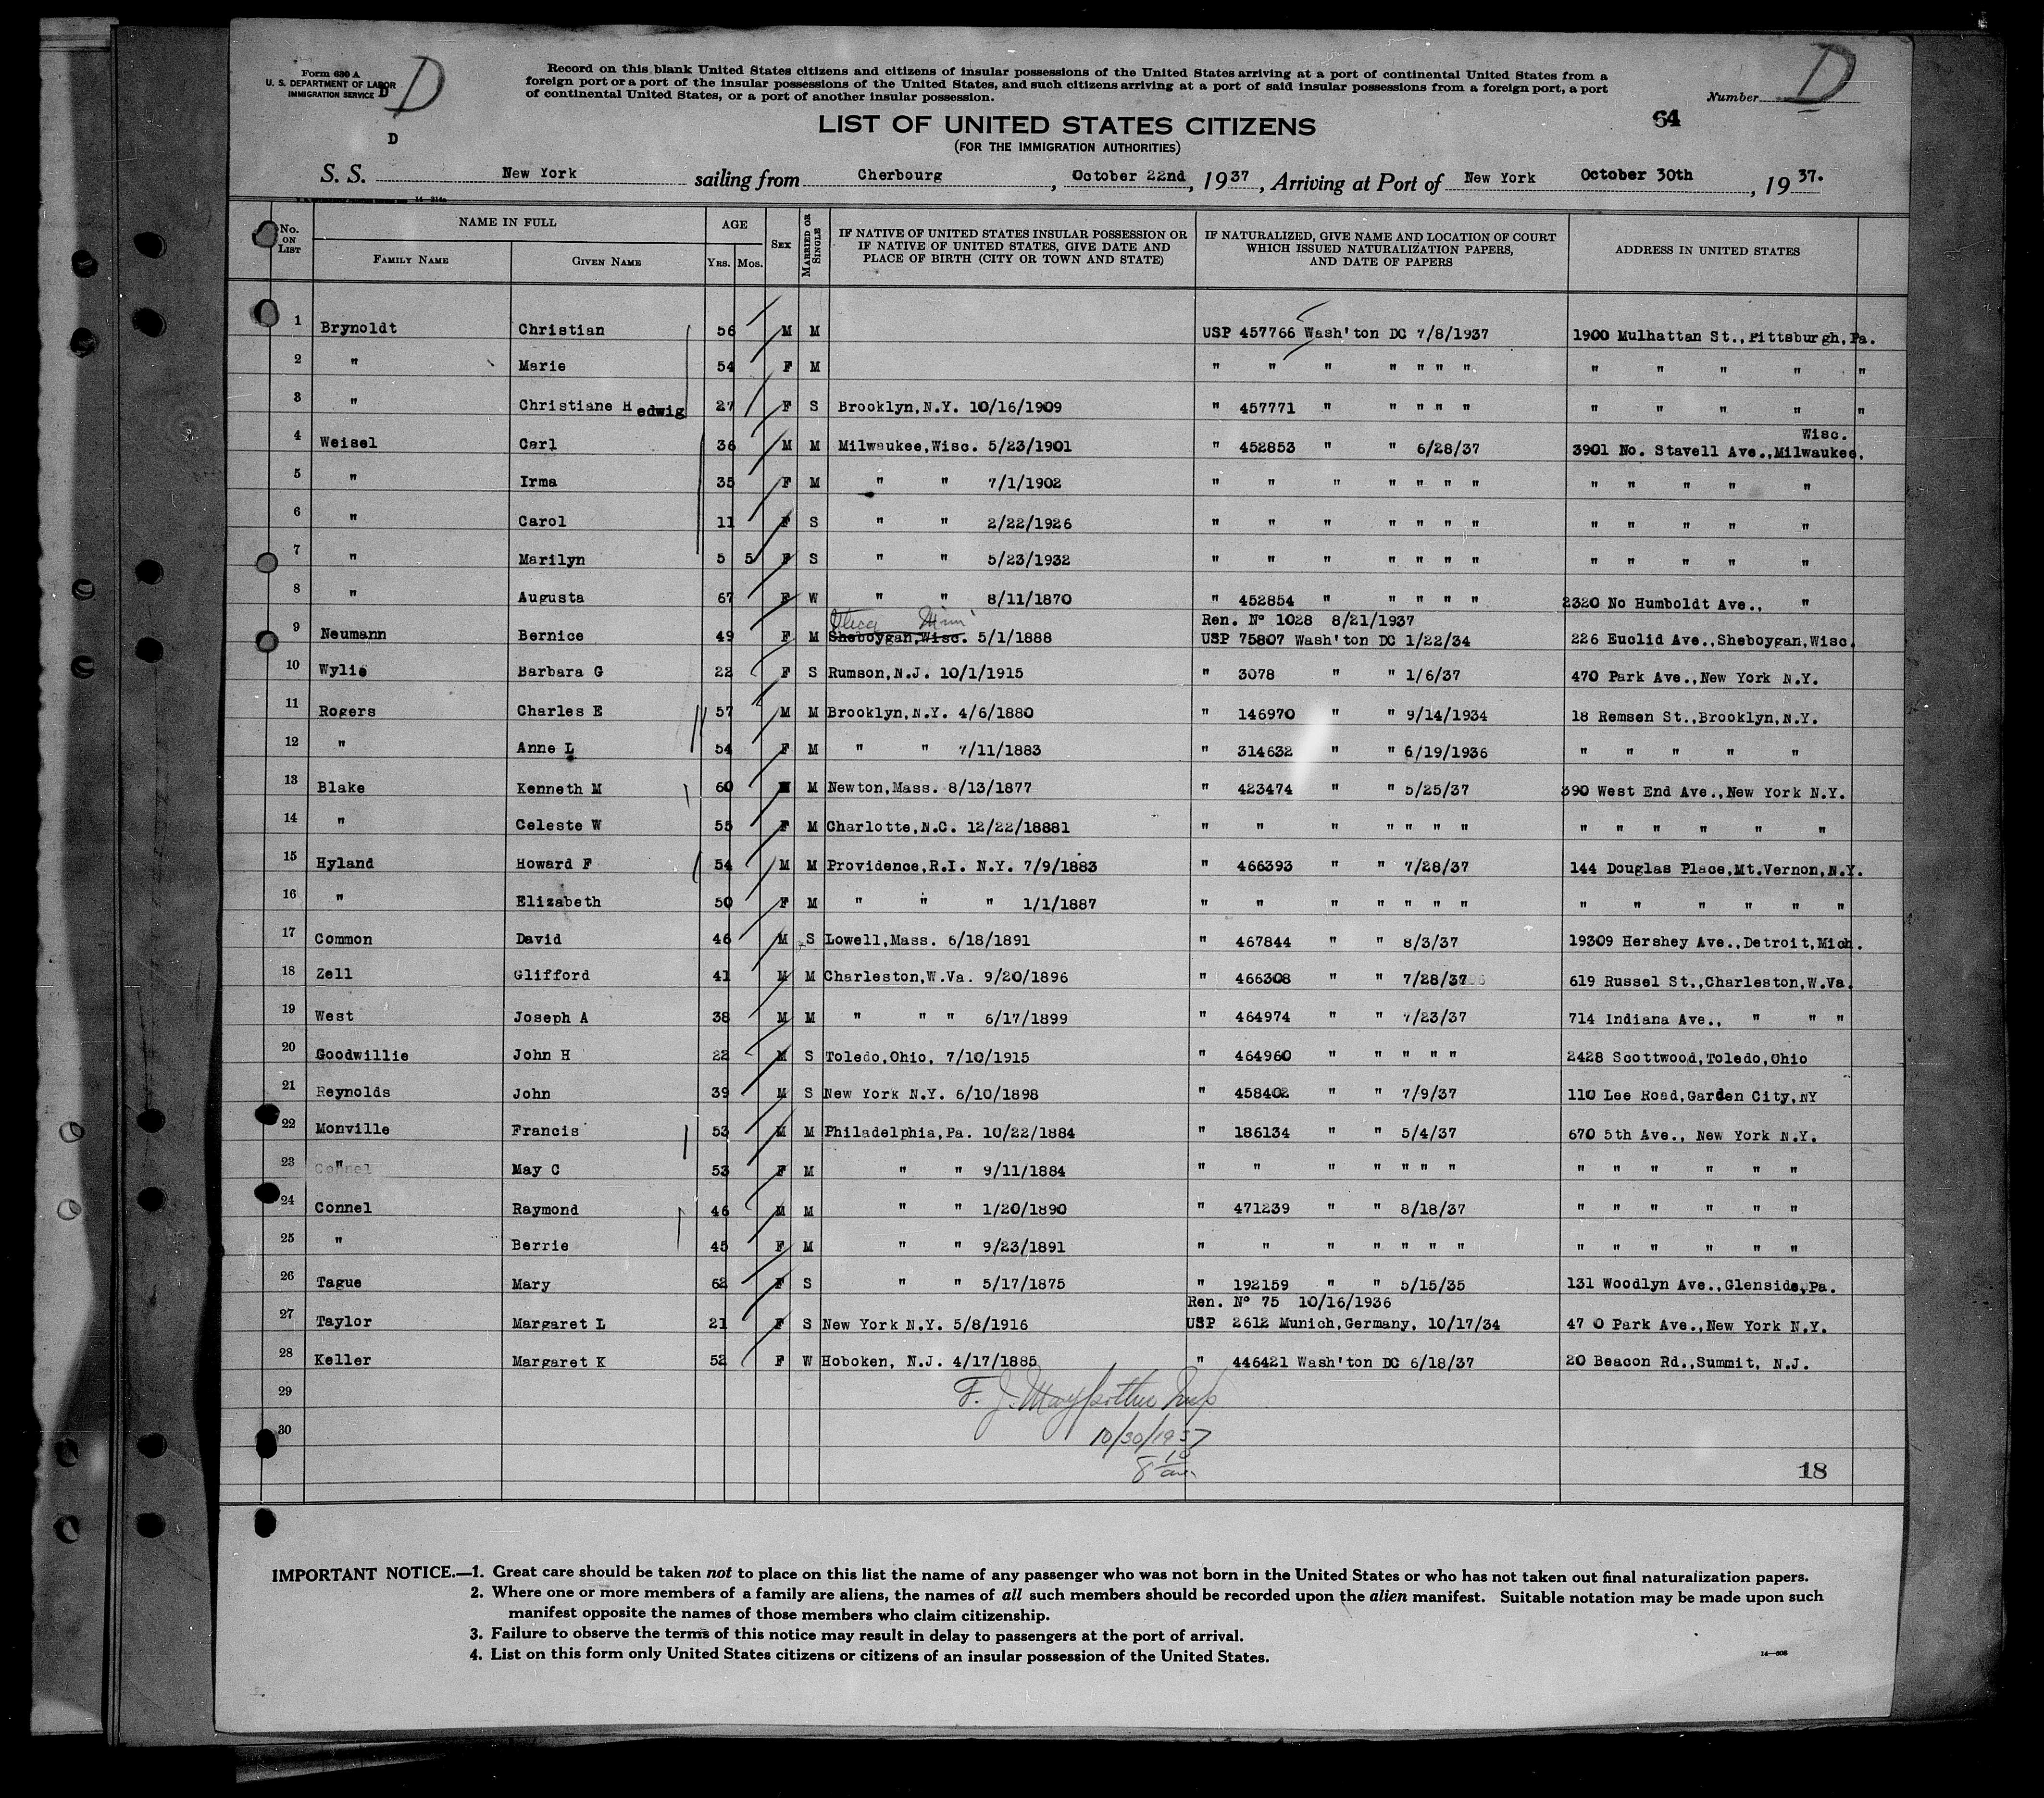 Form 630 A
U. S. DEPARTMENT OF LABOR
IMMIGRATION SERVICE
D
D
D
Record on this blank United States citizens and citizens of insular possessions of the United States arriving at a port of continental United States from a
foreign port or a port of the insular possessions of the United States, and such citizens arriving at a port of said insular possessions from a foreign port, a port
of continental United States, or a port of another insular possession.
Number D
64
LIST OF UNITED STATES CITIZENS
(FOR THE IMMIGRATION AUTHORITIES)
S. S. New York sailing from Cherbourg, October 22nd, 1937, Arriving at Port of New York October 30th, 1937.
No. ON LIST NAME IN FULL FAMILY NAME GIVEN NAME AGE YRS. MOS. SEX MARRIED OR SINGLE IF NATIVE OF UNITED STATES INSULAR POSSESSION OR IF NATIVE OF UNITED STATES, GIVE DATE AND PLACE OF BIRTH (CITY OR TOWN AND STATE) IF NATURALIZED, GIVE NAME AND LOCATION OF COURT WHICH ISSUED NATURALIZATION PAPERS, AND DATE OF PAPERS ADDRESS IN UNITED STATES
1 Brynoldt Christian 56 M M USP 457766 Wash'ton DC 7/8/1937 1900 Mulhattan St., Pittsburgh, Pa.
2 " Marie 54 F M " " " " " " " " " " " "
3 " Christiane Hedwig 27 F S Brooklyn,N.Y. 10/16/1909 " 457771 " " " " " " " " " "
Wisc.
4 Weisel Carl 36 M M Milwaukee,Wisc. 5/23/1901 " 452853 " " 6/28/37 3901 No. Stavell Ave.,Milwaukee,
5 " Irma 35 F M " " 7/1/1902 " " " " " " " " " " " "
6 " Carol 11 F S " " 2/22/1926 " " " " " " " " " " " "
7 " Marilyn 5 5 F S " " 5/23/1932 " " " " " " " " " " " "
8 " Augusta 67 F W " " 8/11/1870 " 452854 " " " " " 2320 No Humboldt Ave., "
Ren. No 1028 8/21/1937
9 Neumann Bernice 49 F M Sheboygan,Wisc. 5/1/1888 USP 75807 Wash'ton DC 1/22/34 226 Euclid Ave.,Sheboygan,Wisc.
10 Wylie Barbara G 22 F S Rumson,N.J. 10/1/1915 " 3078 " " 1/6/37 470 Park Ave.,New York N.Y.
11 Rogers Charles E 57 M M Brooklyn,N.Y. 4/6/1880 " 146970 " " 9/14/1934 18 Remsen St.,Brooklyn,N.Y.
12 " Anne L 54 F M " " 7/11/1883 " 314632 " " 6/19/1936 " " " " "
13 Blake Kenneth M 60 M M Newton,Mass. 8/13/1877 " 423474 " " 5/25/37 590 West End Ave.,New York N.Y.
14 " Celeste W 55 F M Charlotte,N.C. 12/22/18881 " " " " " " " " " " " " "
15 Hyland Howard F 54 M M Providence,R.I. N.Y. 7/9/1883 " 466393 " " 7/28/37 144 Douglas Place,Mt.Vernon,N.Y.
16 " Elizabeth 50 F M " " " 1/1/1887 " " " " " " " " " " " " "
17 Common David 46 M S Lowell,Mass. 6/18/1891 " 467844 " " 8/3/37 19309 Hershey Ave.,Detroit,Mich.
18 Zell Glifford 41 M M Charleston,W.Va. 9/20/1896 " 466308 " " 7/28/37 619 Russel St.,Charleston,W.Va.
19 West Joseph A 38 M M " " " 6/17/1899 " 464974 " " 7/23/37 714 Indiana Ave., " " "
20 Goodwillie John H 22 M S Toledo,Ohio, 7/10/1915 " 464960 " " " " " 2428 Scottwood,Toledo,Ohio
21 Reynolds John 39 M S New York N.Y. 6/10/1898 " 458402 " " 7/9/37 110 Lee Road,Garden City,NY
22 Monville Francis 53 M M Philadelphia,Pa. 10/22/1884 " 186134 " " 5/4/37 670 5th Ave., New York N.Y.
23 " May C 53 F M " " 9/11/1884 " " " " " " " " " " " " "
24 Connel Raymond 46 M M " " 1/20/1890 " 471239 " " 8/18/37 " " " " " "
25 " Berrie 45 F M " " 9/23/1891 " " " " " " " " " " " " "
26 Tague Mary 62 F S " " 5/17/1875 " 192159 " " 5/15/35 131 Woodlyn Ave.,Glenside,Pa.
Ren. No 75 10/16/1936
27 Taylor Margaret L 21 F S New York N.Y. 5/8/1916 USP 2612 Munich,Germany, 10/17/34 47 0 Park Ave.,New York N.Y.
28 Keller Margaret K 52 F W Hoboken, N.J. 4/17/1885 " 446421 Wash'ton DC 6/18/37 20 Beacon Rd.,Summit, N.J.
29 F. J.
30 10/30/1937
18
IMPORTANT NOTICE.—1. Great care should be taken not to place on this list the name of any passenger who was not born in the United States or who has not taken out final naturalization papers.
2. Where one or more members of a family are aliens, the names of all such members should be recorded upon the alien manifest. Suitable notation may be made upon such
manifest opposite the names of those members who claim citizenship.
3. Failure to observe the terms of this notice may result in delay to passengers at the port of arrival.
4. List on this form only United States citizens or citizens of an insular possession of the United States.
14—608